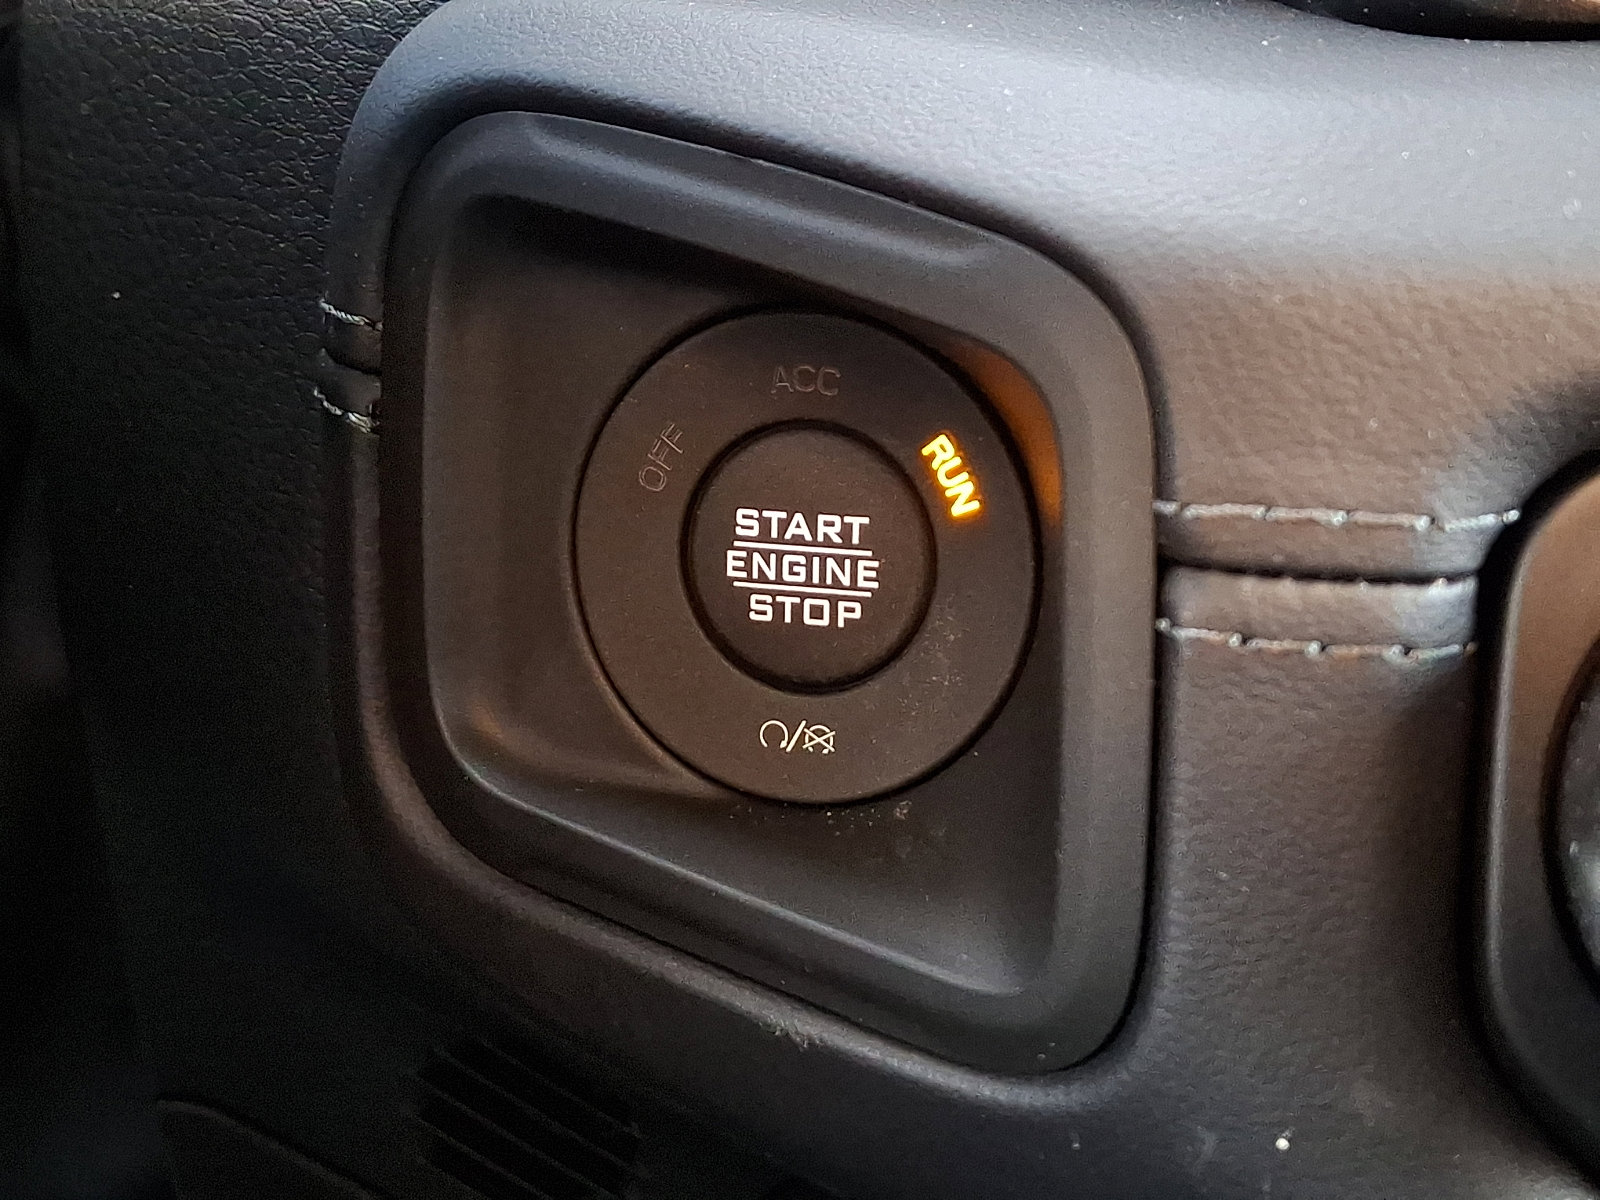 ACC
OFF
RUN
START
ENGINE
STOP